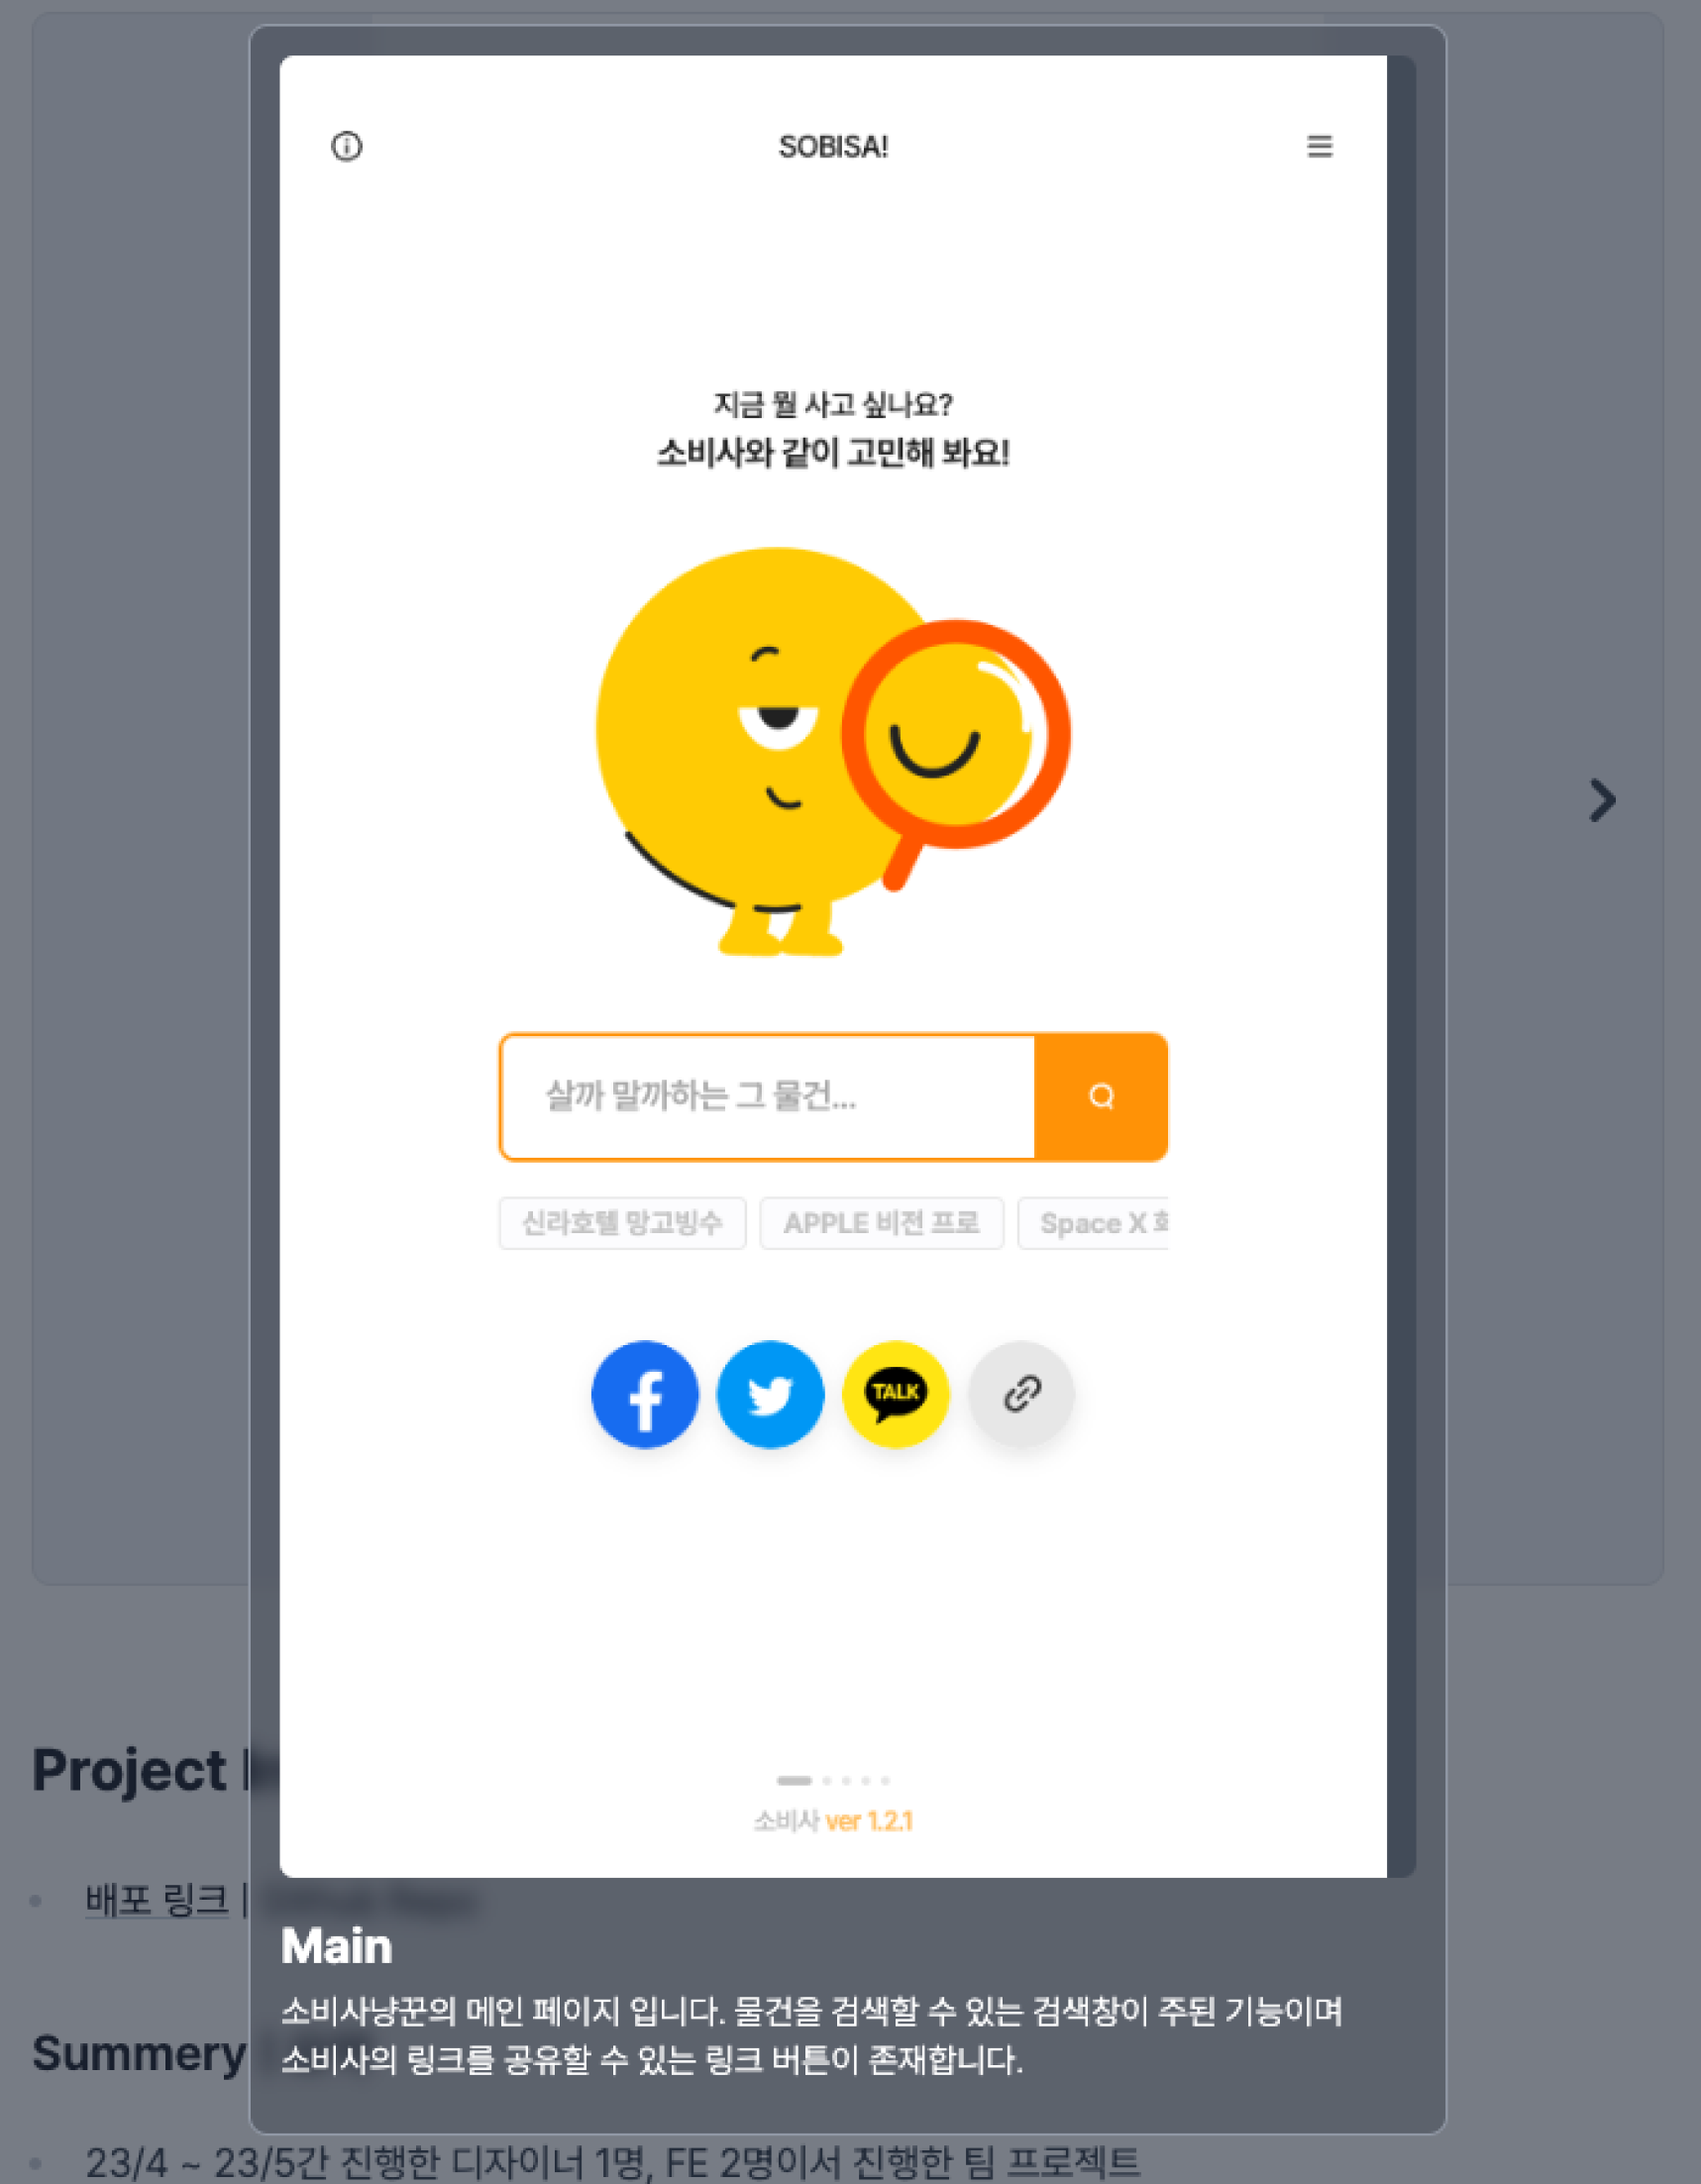 SOBISA!
지금 뭘 사고 싶나요?
소비사와 같이 고민해 봐요!
살까 말까하는 그 물건...
신라호텔 망고빙수
APPLE 비전 프로
Space X
TALK
소비사 ver 1.2.1
Project
배포 링크 |
Main
소비사냥꾼의 메인 페이지 입니다. 물건을 검색할 수 있는 검색창이 주된 기능이며
소비사의 링크를 공유할 수 있는 링크 버튼이 존재합니다.
Summery
23/4 ~ 23/5간 진행한 디자이너 1명, FE 2명이서 진행한 팀 프로젝트